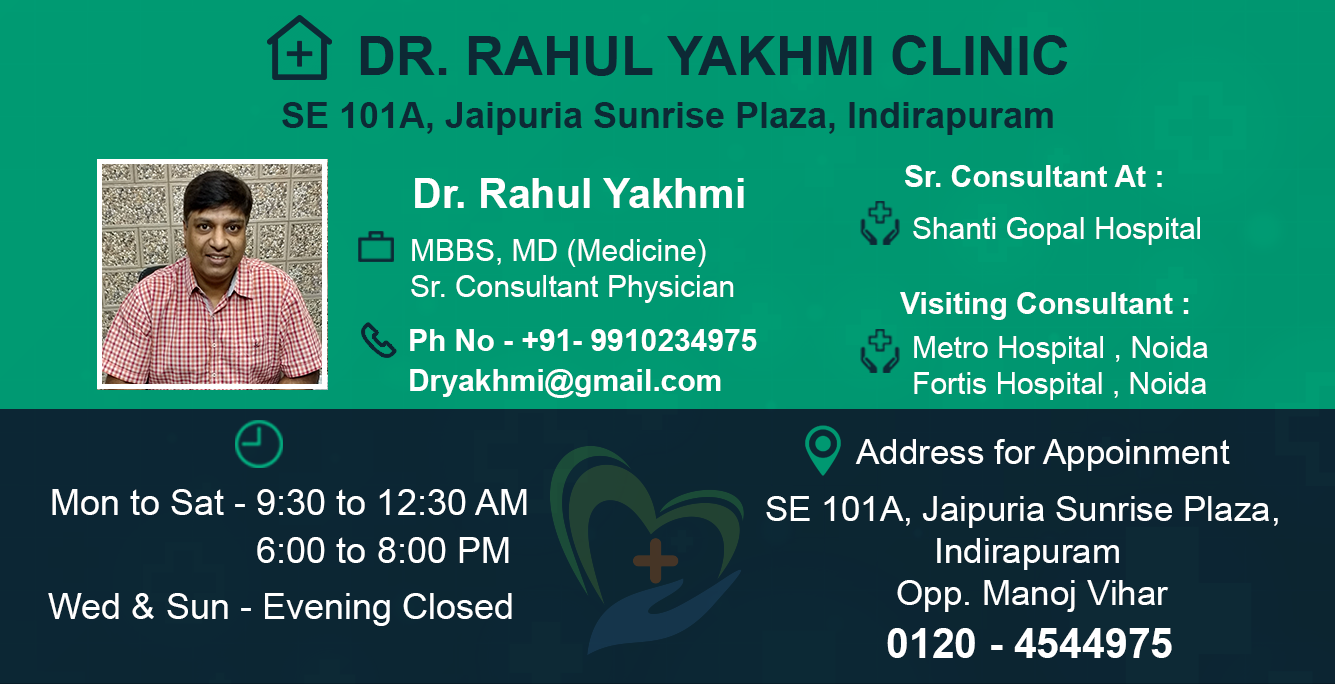 DR. RAHUL YAKHMI CLINIC
SE 101A, Jaipuria Sunrise Plaza, Indirapuram
Dr. Rahul Yakhmi
MBBS, MD (Medicine)
Sr. Consultant Physician
Ph No - +91- 9910234975
Dryakhmi@gmail.com
Sr. Consultant At :
Shanti Gopal Hospital
Visiting Consultant :
Metro Hospital , Noida
Fortis Hospital , Noida
Mon to Sat - 9:30 to 12:30 AM
6:00 to 8:00 PM
Wed & Sun - Evening Closed
Address for Appoinment
SE 101A, Jaipuria Sunrise Plaza,
Indirapuram
Opp. Manoj Vihar
0120 - 4544975